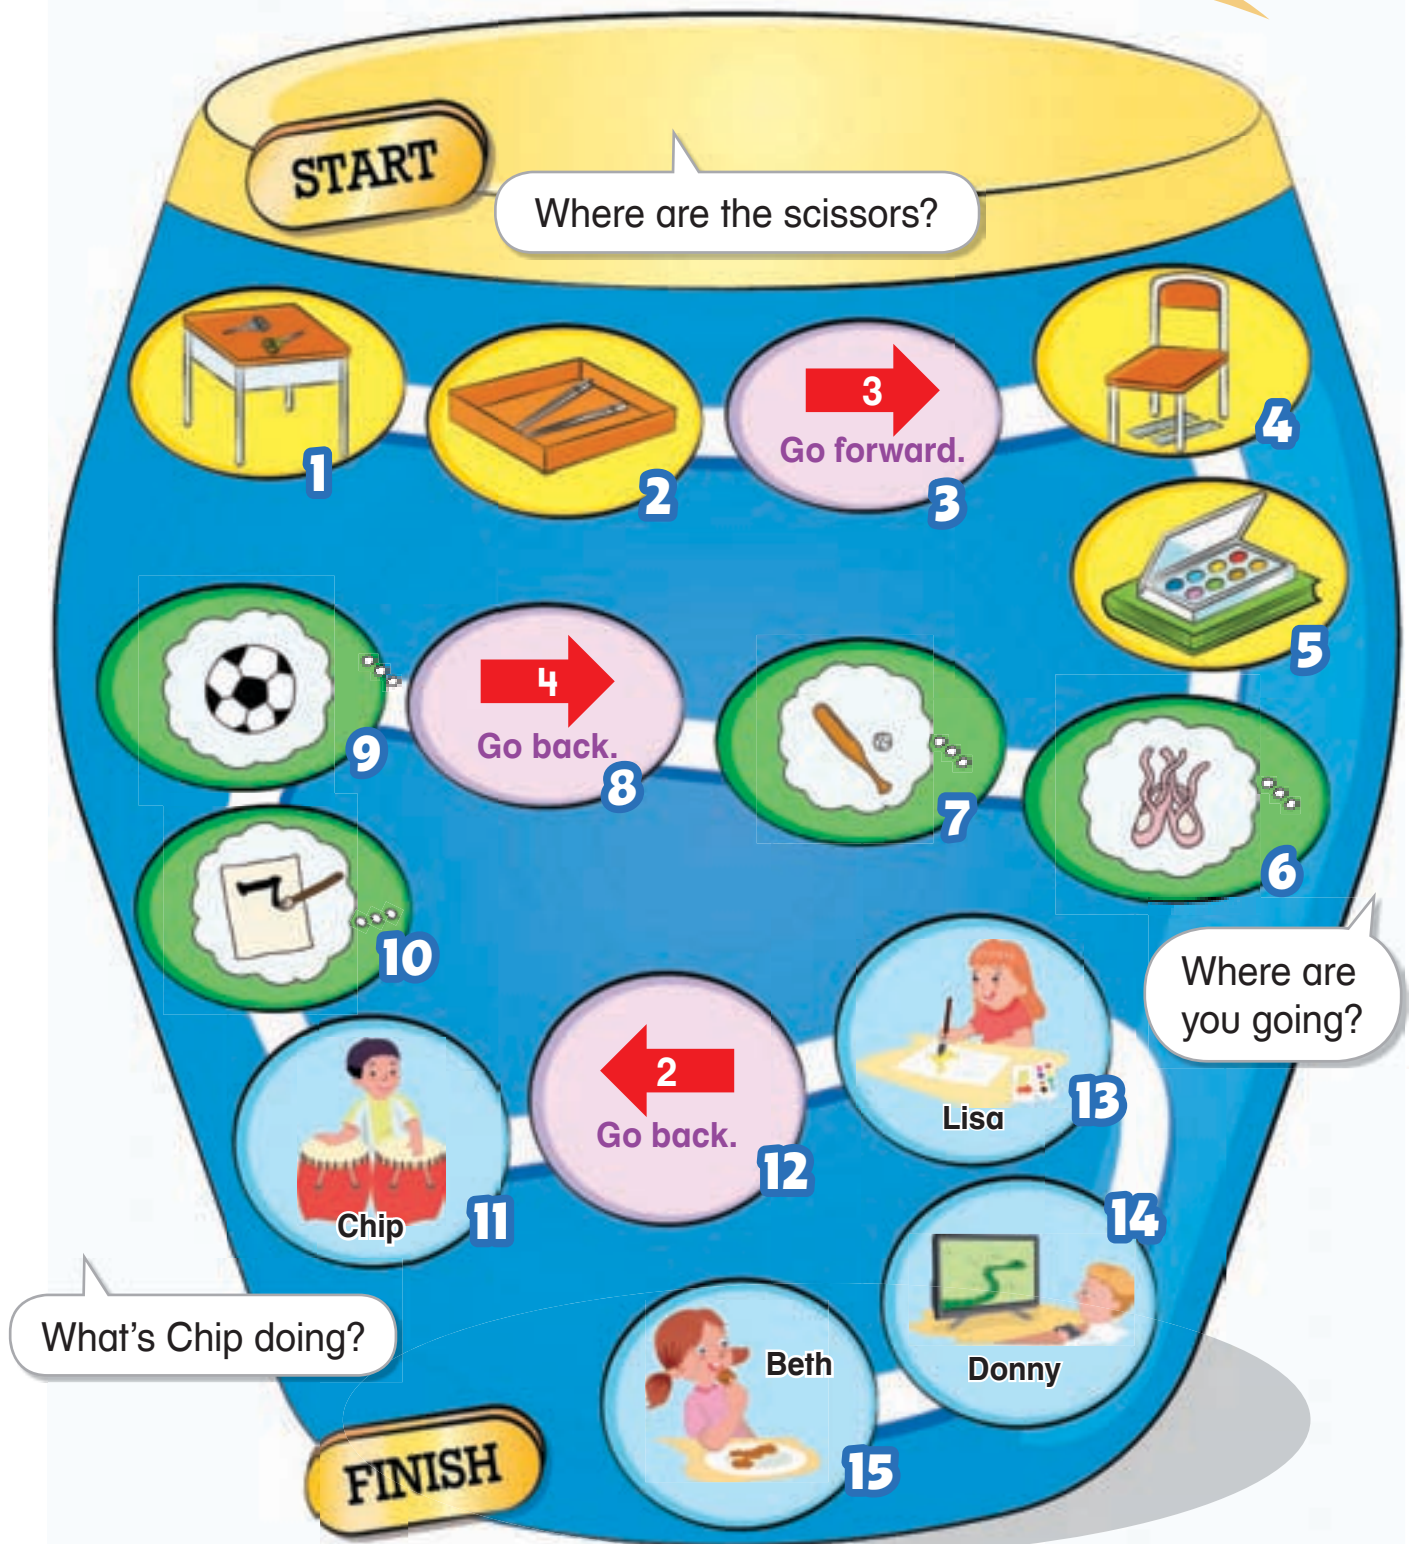 START
Where are the scissors?
1
2
3
Go forward.
3
4
5
6
7
4
Go back.
8
9
10
Where are
you going?
Chip
11
2
Go back.
12
Lisa
13
14
Donny
What's Chip doing?
Beth
15
FINISH